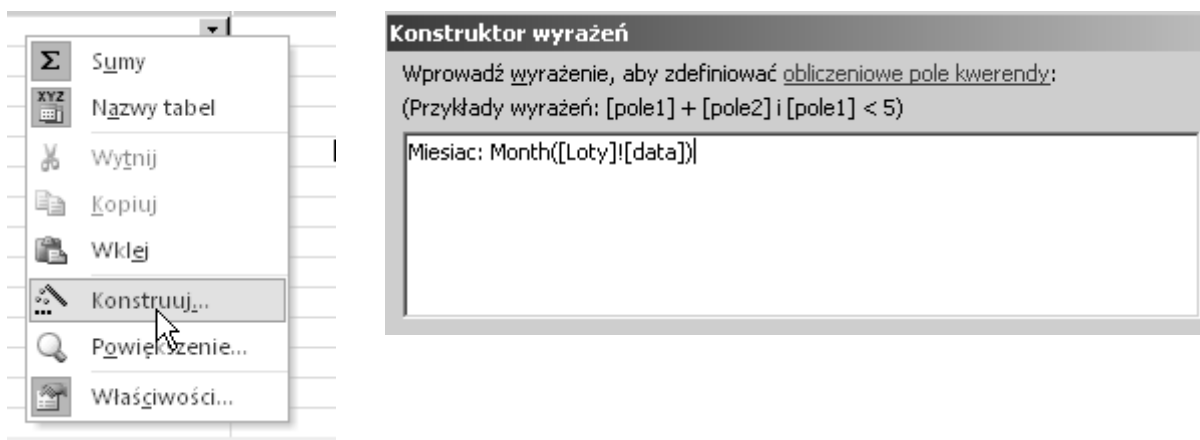 Σ Sumy
XYZ Nazwy tabel
Wytnij
Kopiuj
Wklej
Konstruuj...
Powiększenie...
Właściwości...
Konstruktor wyrażeń
Wprowadź wyrażenie, aby zdefiniować obliczeniowe pole kwerendy:
(Przykłady wyrażeń: [pole1] + [pole2] i [pole1] < 5)
Miesiac: Month([Loty]![data])